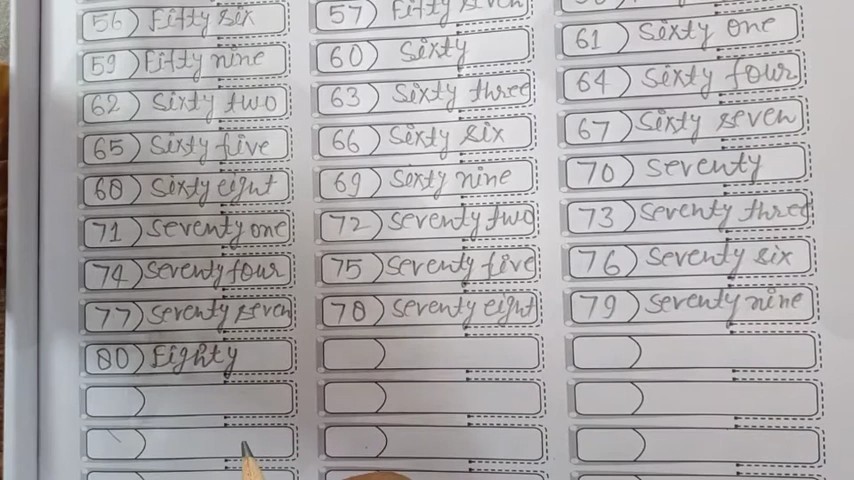 56) Fifty six 57) Fifty seven
59) Fifty nine 60) Sixty 61) Sixty one
62) Sixty two 63) Sixty three 64) Sixty four
65) Sixty five 66) Sixty six 67) Sixty seven
68) Sixty eight 69) Sixty nine 70) Seventy
71) Seventy one 72) Seventy two 73) Seventy three
74) Seventy four 75) Seventy five 76) Seventy six
77) Seventy seven 78) Seventy eight 79) Seventy nine
80) Eighty